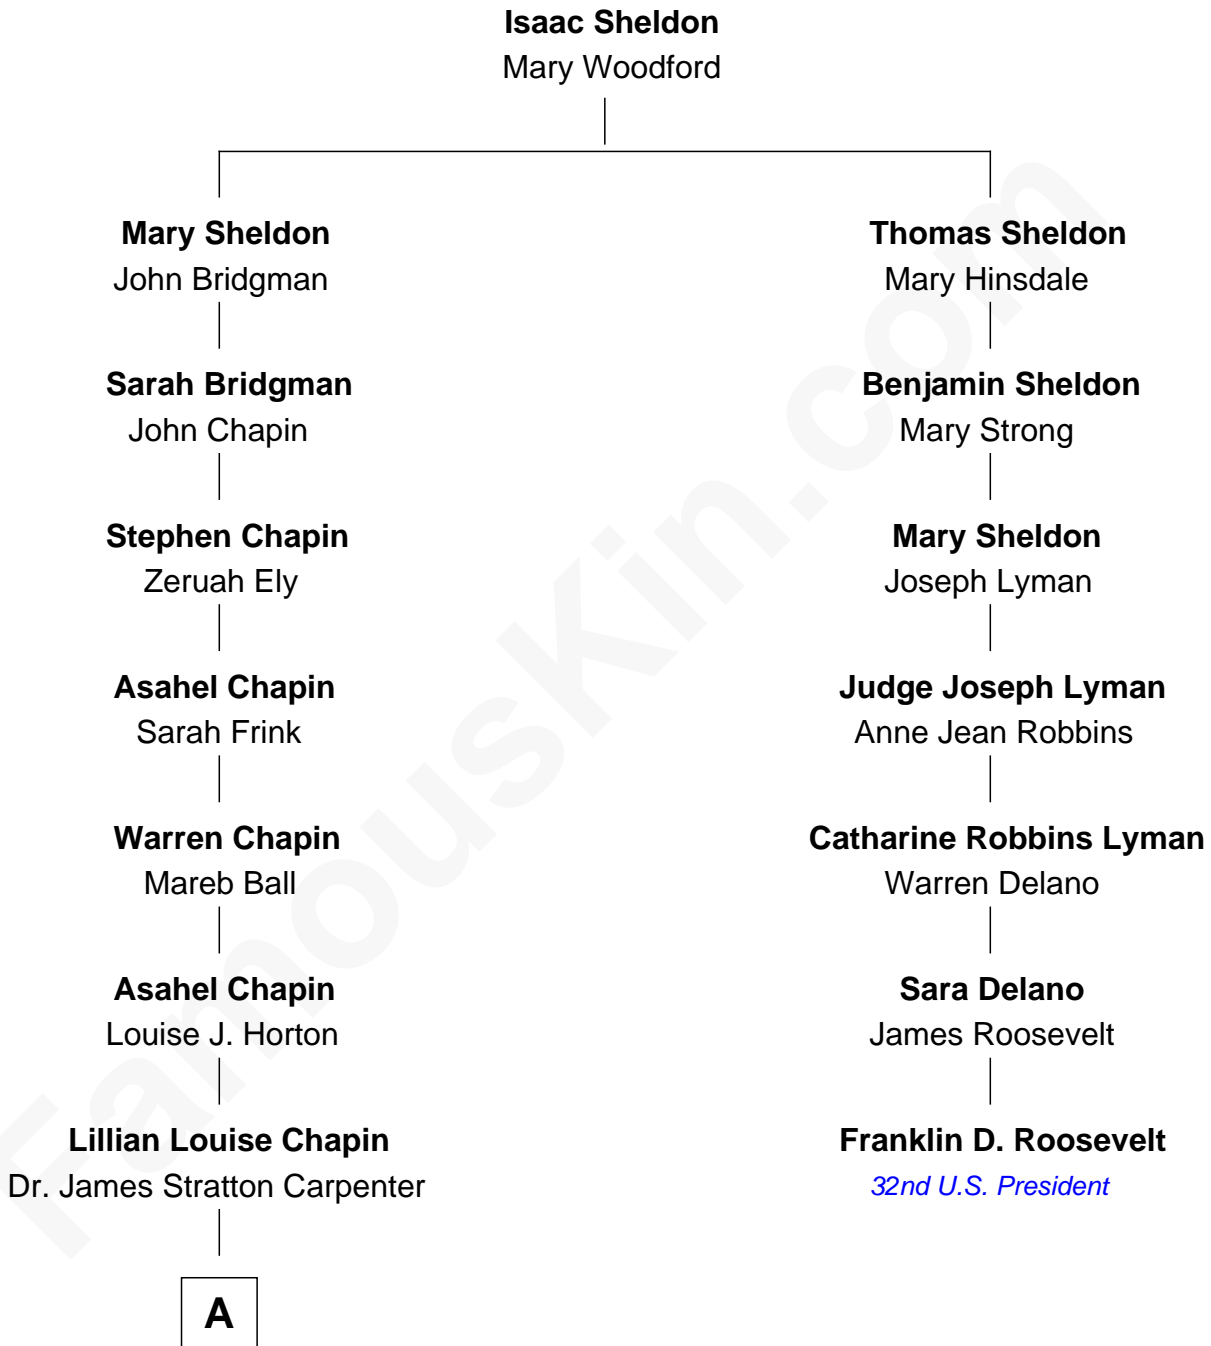 Isaac Sheldon
Mary Woodford
Mary Sheldon
John Bridgman
Thomas Sheldon
Mary Hinsdale
Sarah Bridgman
John Chapin
Benjamin Sheldon
Mary Strong
Stephen Chapin
Zeruah Ely
Mary Sheldon
Joseph Lyman
Asahel Chapin
Sarah Frink
Judge Joseph Lyman
Anne Jean Robbins
Warren Chapin
Mareb Ball
Catharine Robbins Lyman
Warren Delano
Asahel Chapin
Louise J. Horton
Sara Delano
James Roosevelt
Lillian Louise Chapin
Dr. James Stratton Carpenter
Franklin D. Roosevelt
32nd U.S. President
A
FamousKin.com